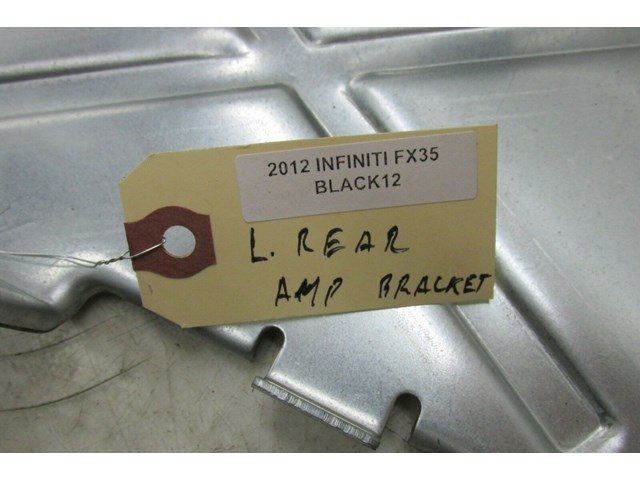 2012 INFINITI FX35
BLACK12
L. REAR
AMP BRACKET